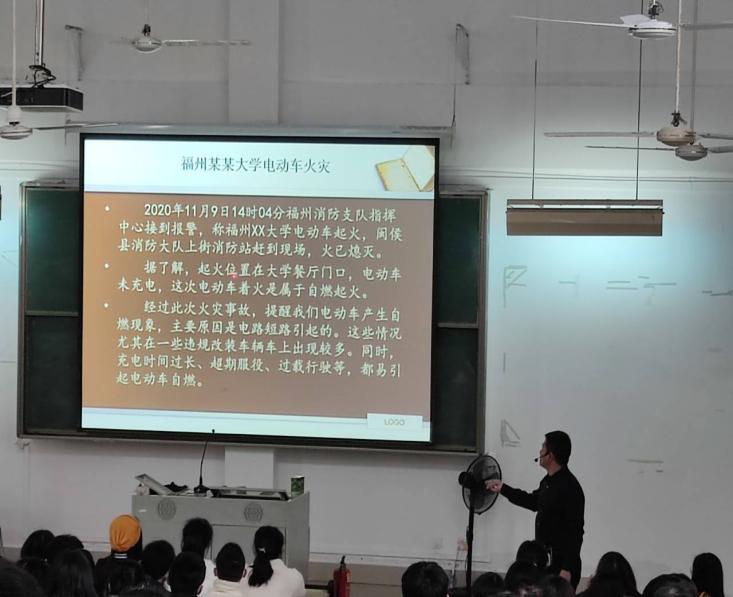 福州某某大学电动车火灾
2020年11月9日14时04分福州消防支队指挥
中心接到报警，称福州XX大学电动车起火，闽侯
县消防大队上街消防站赶到现场，火已熄灭。
据了解，起火位置在大学餐厅门口，电动车
未充电，这次电动车着火是属于自燃起火。
经过此次火灾事故，提醒我们电动车产生自
燃现象，主要原因是电路短路引起的。这些情况
尤其在一些违规改装车辆车上出现较多。同时，
充电时间过长、超期服役、过载行驶等，都易引
起电动车自燃。
LOGO